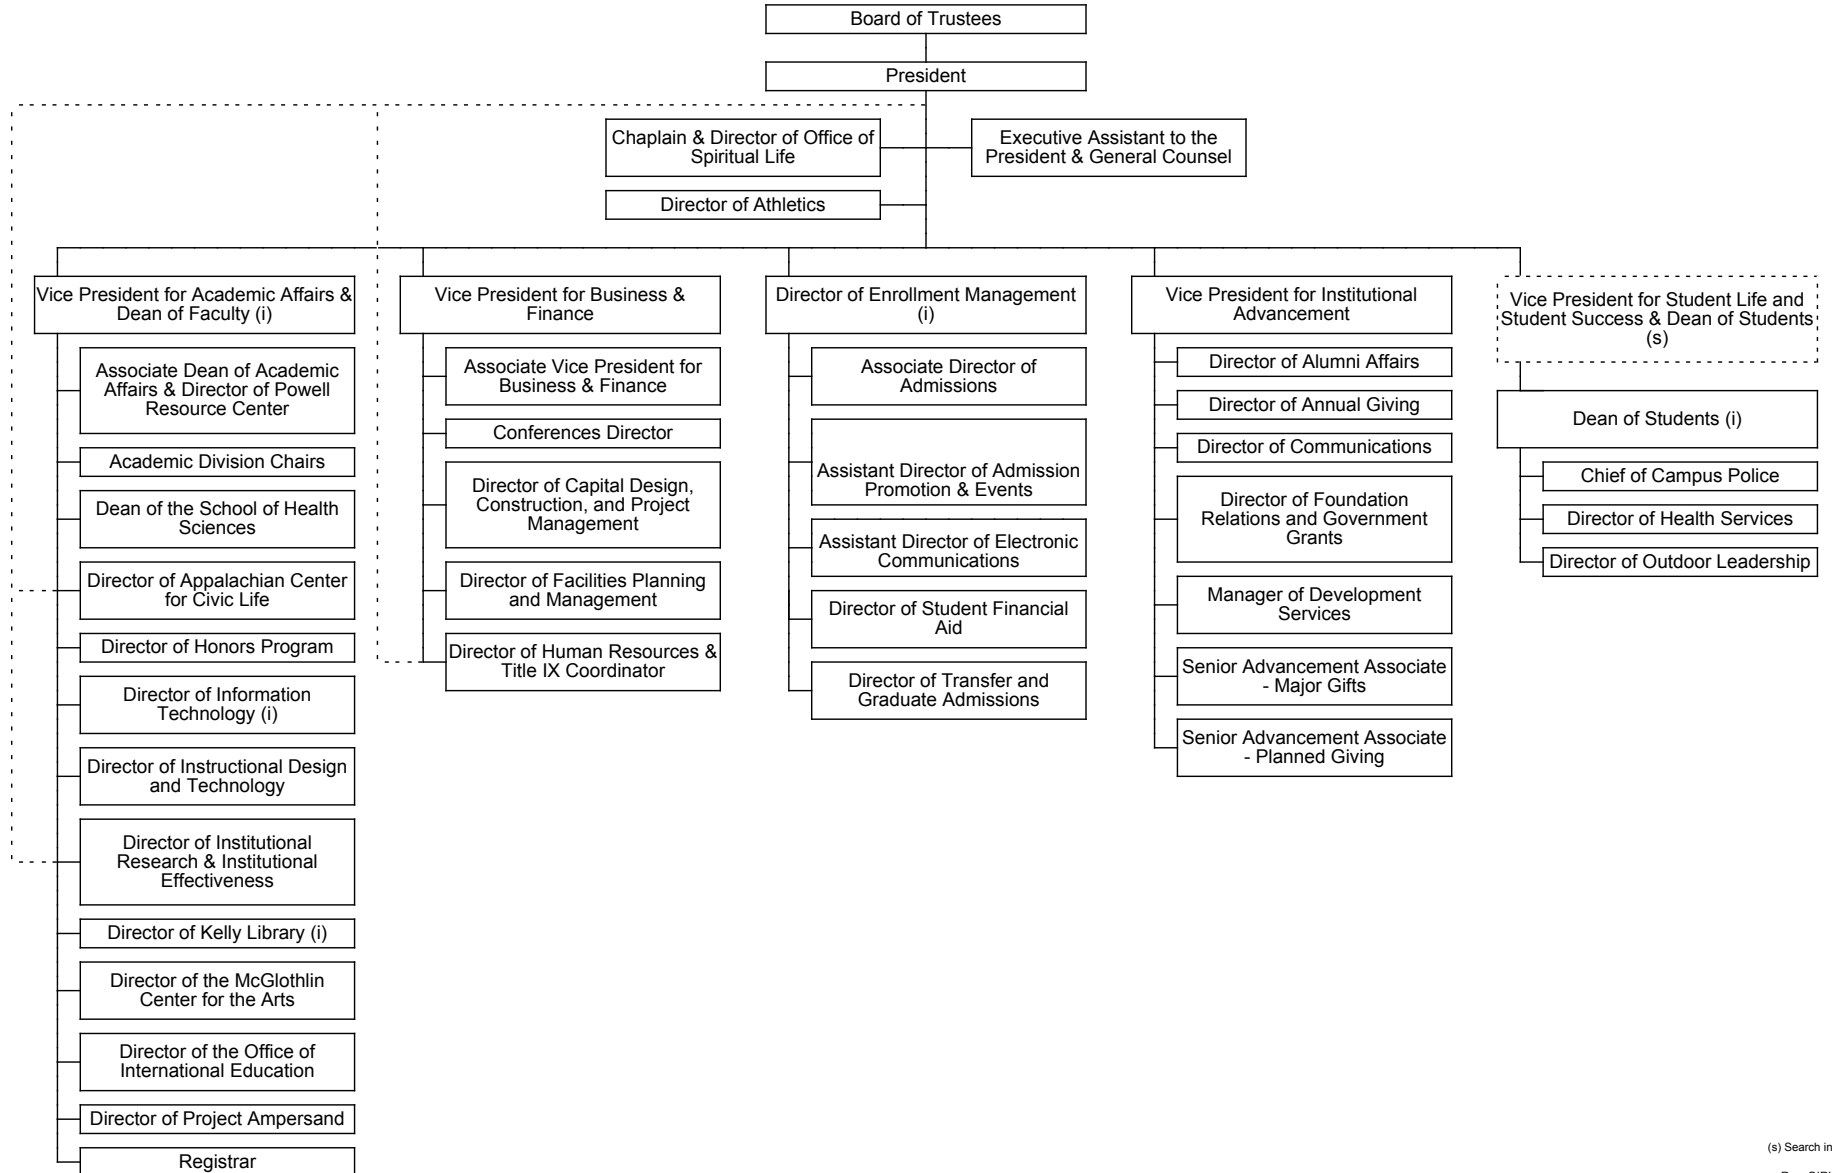 Board of Trustees
President
Chaplain & Director of Office of
Spiritual Life
Executive Assistant to the
President & General Counsel
Director of Athletics
Vice President for Academic Affairs &
Dean of Faculty (i)
Associate Dean of Academic
Affairs & Director of Powell
Resource Center
Academic Division Chairs
Dean of the School of Health
Sciences
Director of Appalachian Center
for Civic Life
Director of Honors Program
Director of Information
Technology (i)
Director of Instructional Design
and Technology
Director of Institutional
Research & Institutional
Effectiveness
Director of Kelly Library (i)
Director of the McGlothlin
Center for the Arts
Director of the Office of
International Education
Director of Project Ampersand
Registrar
Vice President for Business &
Finance
Associate Vice President for
Business & Finance
Conferences Director
Director of Capital Design,
Construction, and Project
Management
Director of Facilities Planning
and Management
Director of Human Resources &
Title IX Coordinator
Director of Enrollment Management
(i)
Associate Director of
Admissions
Assistant Director of Admission
Promotion & Events
Assistant Director of Electronic
Communications
Director of Student Financial
Aid
Director of Transfer and
Graduate Admissions
Vice President for Institutional
Advancement
Director of Alumni Affairs
Director of Annual Giving
Director of Communications
Director of Foundation
Relations and Government
Grants
Manager of Development
Services
Senior Advancement Associate
- Major Gifts
Senior Advancement Associate
- Planned Giving
Vice President for Student Life and
Student Success & Dean of Students
(s)
Dean of Students (i)
Chief of Campus Police
Director of Health Services
Director of Outdoor Leadership
(s) Search in